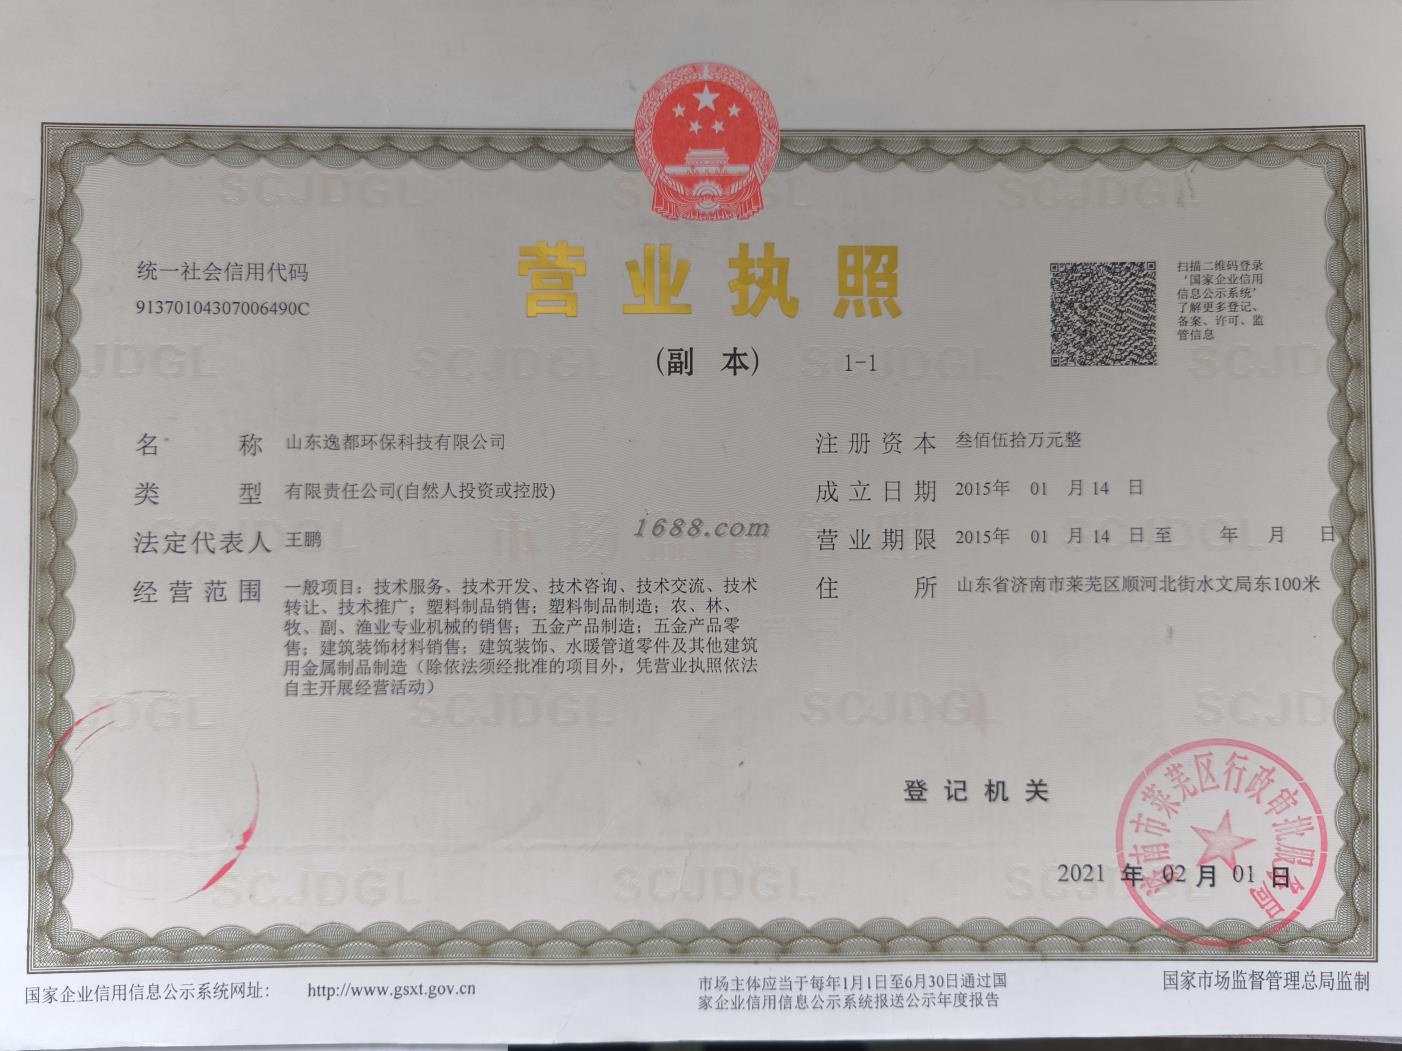 SCJDGL
SCJDGL
营业执照
统一社会信用代码
91370104307006490C
扫描二维码登录
‘国家企业信用
信息公示系统’
了解更多登记、
备案、许可、监
管信息
(副 本) 1-1
SCJDGL
SCJDGL
名 称 山东逸都环保科技有限公司
类 型 有限责任公司(自然人投资或控股)
法定代表人 王鹏
经营范围 一般项目：技术服务、技术开发、技术咨询、技术交流、技术
转让、技术推广；塑料制品销售；塑料制品制造；农、林、
牧、副、渔业专业机械的销售；五金产品制造；五金产品零
售；建筑装饰材料销售；建筑装饰、水暖管道零件及其他建筑
用金属制品制造（除依法须经批准的项目外，凭营业执照依法
自主开展经营活动）
注册资本 叁佰伍拾万元整
成立日期 2015年 01 月 14 日
营业期限 2015年 01 月 14 日 至 年 月 日
住 所 山东省济南市莱芜区顺河北街水文局东100米
1688.com
SCJDGL
SCJDGL
登记机关
济南市莱芜区行政审批服务局
2021 年 02 月 01 日
SCJDGL
SCJDGL
国家企业信用信息公示系统网址： http://www.gsxt.gov.cn
市场主体应当于每年1月1日至6月30日通过国
家企业信用信息公示系统报送公示年度报告
国家市场监督管理总局监制